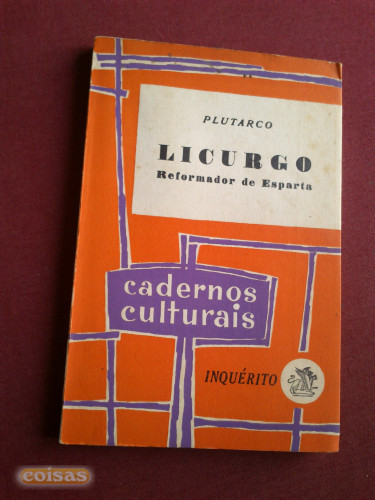 PLUTARCO
LICURGO
Reformador de Esparta
cadernos
culturais
INQUÉRITO
coisas